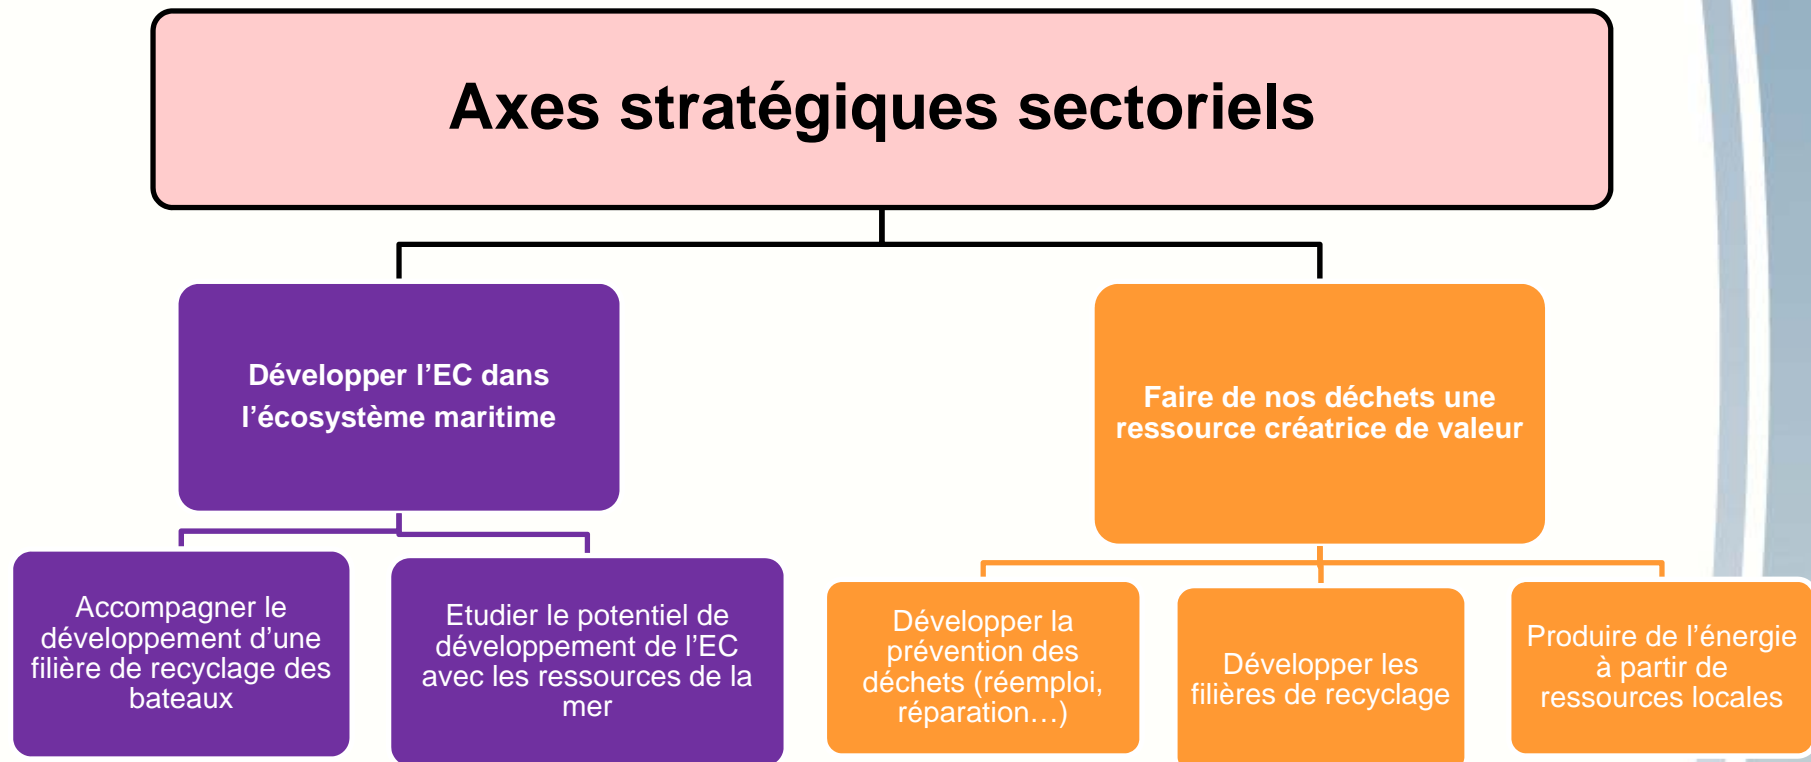 Axes stratégiques sectoriels
Développer l’EC dans
l’écosystème maritime
Faire de nos déchets une
ressource créatrice de valeur
Accompagner le
développement d’une
filière de recyclage des
bateaux
Etudier le potentiel de
développement de l’EC
avec les ressources de la
mer
Développer la
prévention des
déchets (réemploi,
réparation…)
Développer les
filières de recyclage
Produire de l’énergie
à partir de
ressources locales